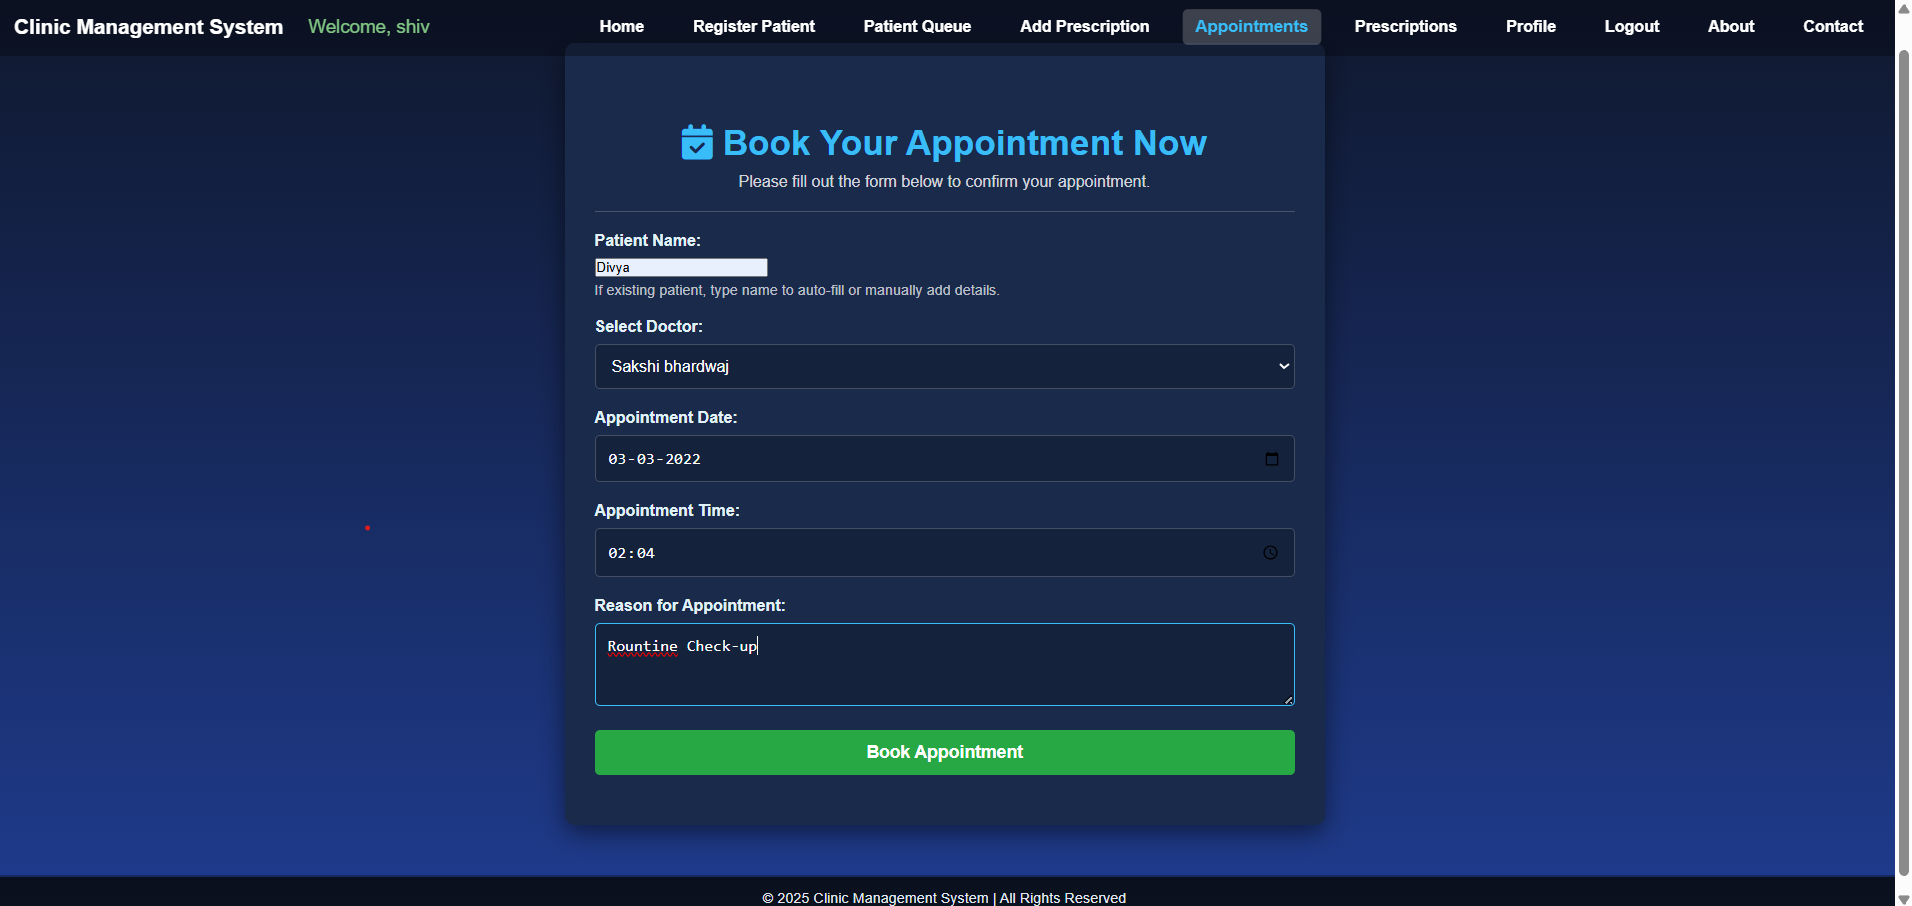 Clinic Management System Welcome, shiv Home Register Patient Patient Queue Add Prescription Appointments Prescriptions Profile Logout About Contact
Book Your Appointment Now
Please fill out the form below to confirm your appointment.
Patient Name:
Divya
If existing patient, type name to auto-fill or manually add details.
Select Doctor:
Sakshi bhardwaj
Appointment Date:
03-03-2022
Appointment Time:
02:04
Reason for Appointment:
Rountine Check-up
Book Appointment
© 2025 Clinic Management System | All Rights Reserved